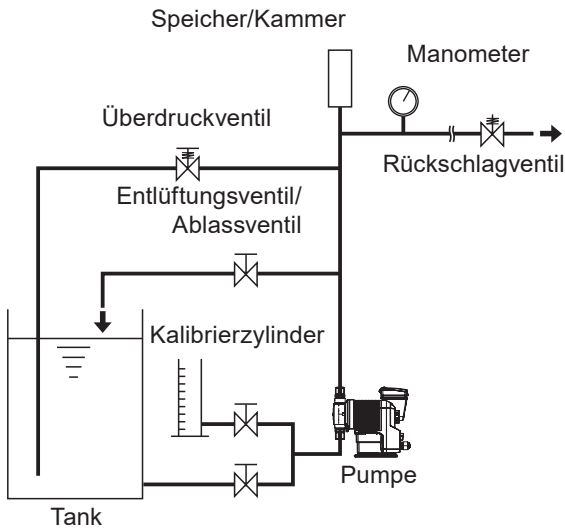 Speicher/Kammer
Manometer
Überdruckventil
Rückschlagventil
Entlüftungsventil/
Ablassventil
Kalibrierzylinder
Pumpe
Tank